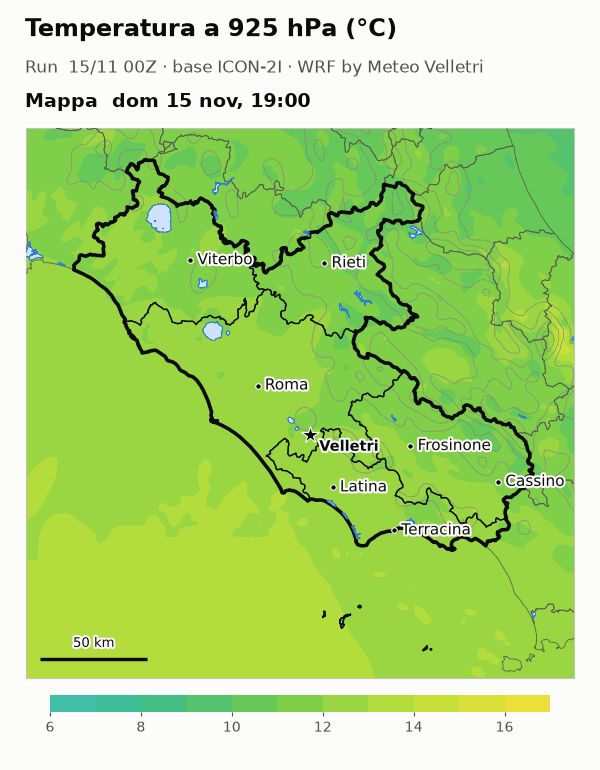 Temperatura a 925 hPa (°C)
Run  15/11 00Z · base ICON-2I · WRF by Meteo Velletri
Mappa  dom 15 nov, 19:00
Viterbo
Rieti
Roma
Velletri
Frosinone
Latina
Cassino
Terracina
50 km
6 8 10 12 14 16